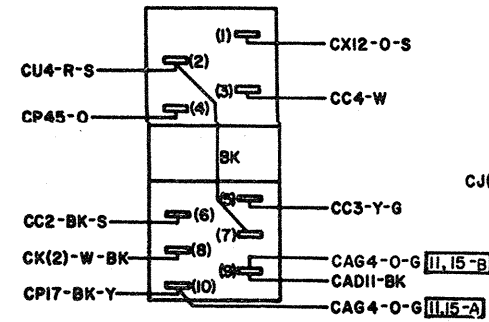 (1)
CX12-O-S
(2)
CU4-R-S
(3)
CC4-W
(4)
CP45-O
BK
CJ(
(5)
CC3-Y-G
(6)
CC2-BK-S
(7)
(8)
CK(2)-W-BK
CAG4-O-G 11, 15-B
(9)
CAD11-BK
(10)
CP17-BK-Y
CAG4-O-G 11,15-A